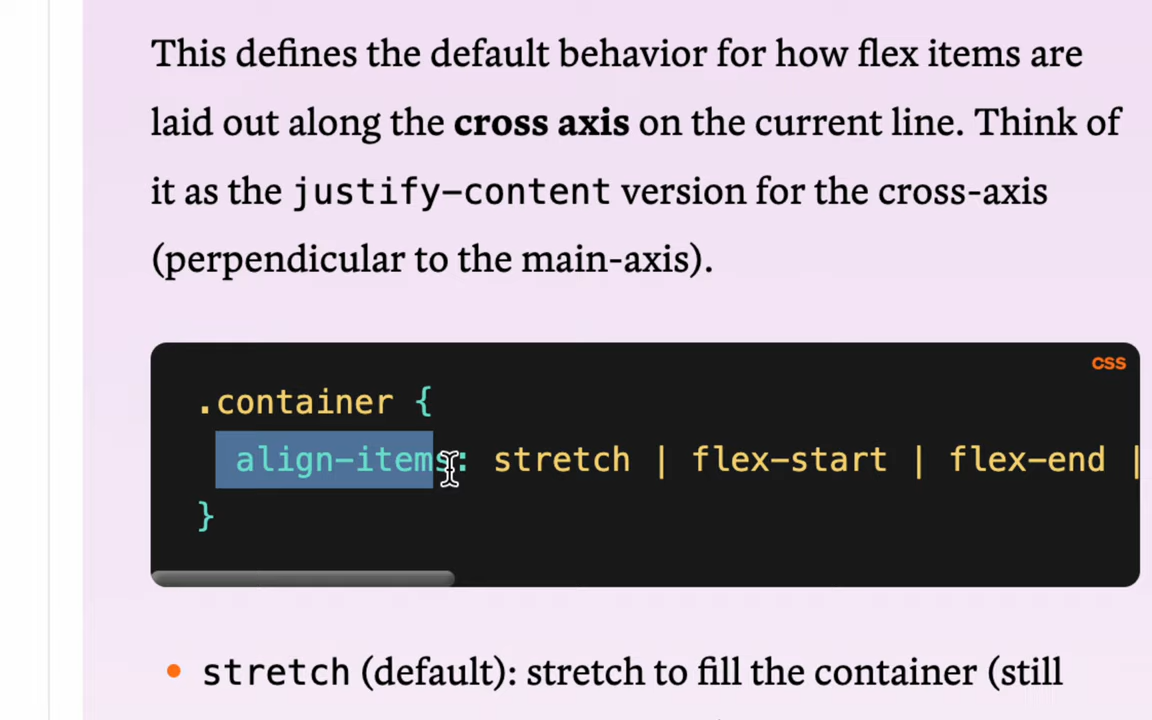 This defines the default behavior for how flex items are
laid out along the cross axis on the current line. Think of
it as the justify-content version for the cross-axis
(perpendicular to the main-axis).
CSS
.container {
align-items: stretch | flex-start | flex-end |
}
• stretch (default): stretch to fill the container (still